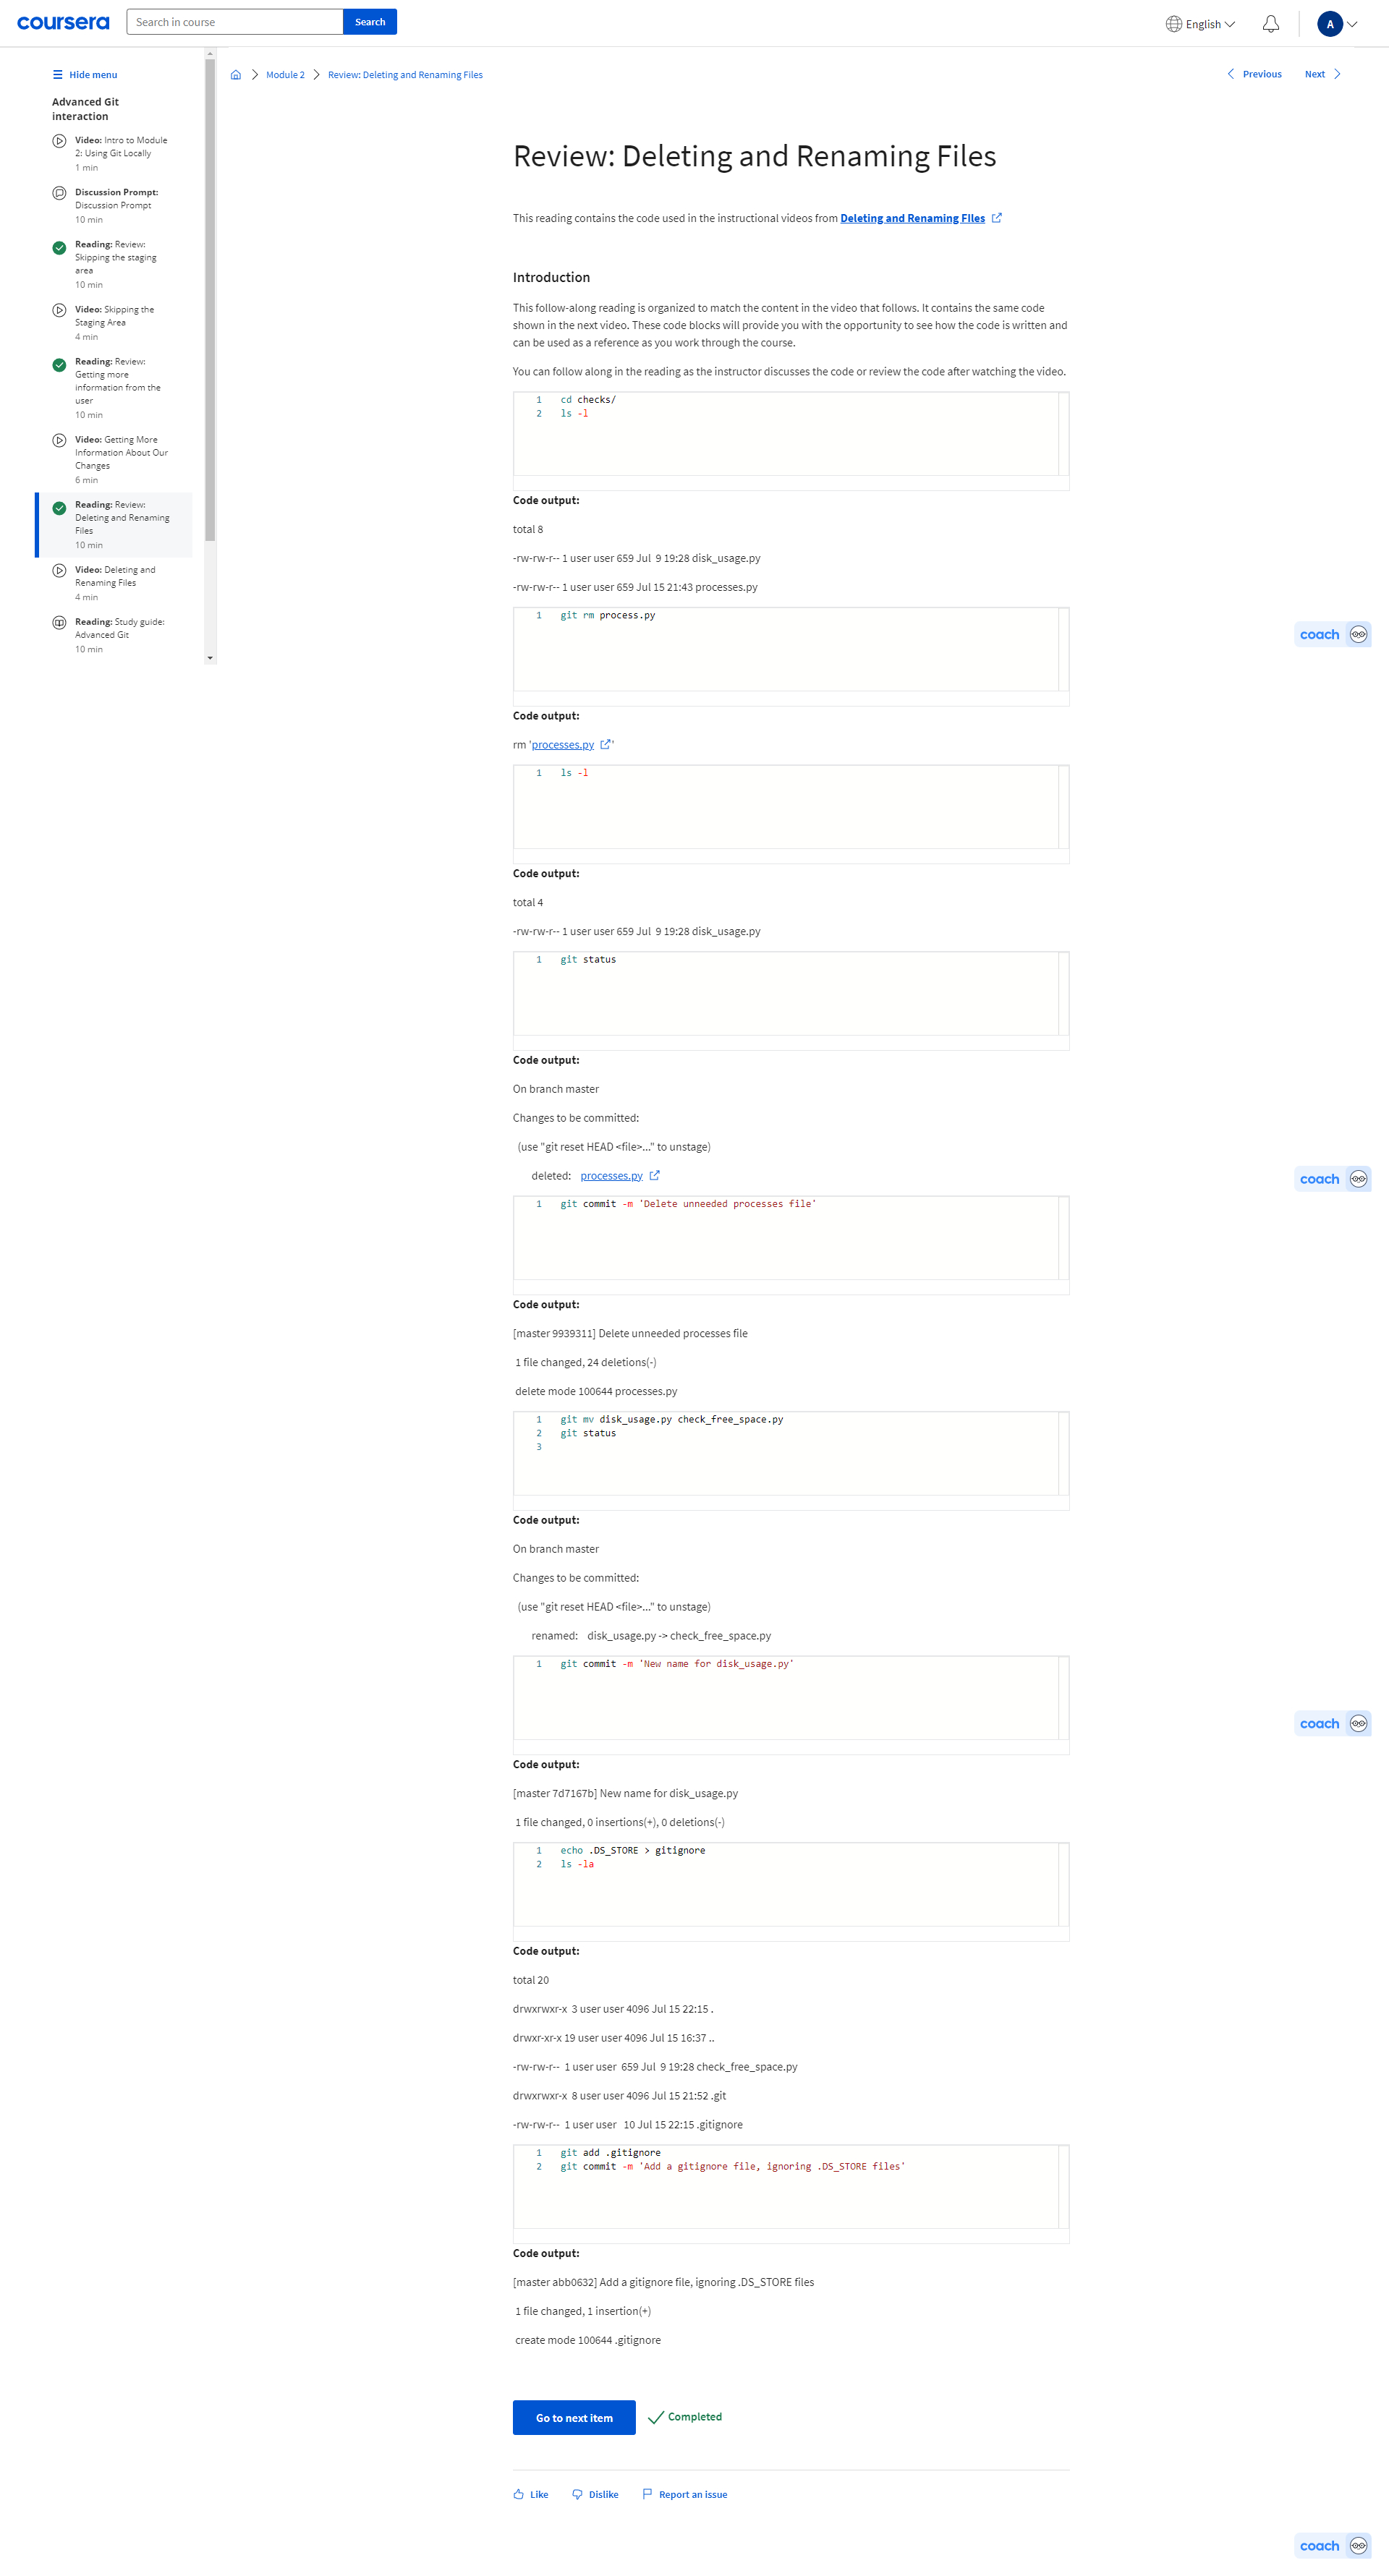 coursera
Search in course
Search
English
A
Hide menu
Advanced Git
interaction
Video: Intro to Module
2: Using Git Locally
1 min
Discussion Prompt:
Discussion Prompt
10 min
Reading: Review:
Skipping the staging
area
10 min
Video: Skipping the
Staging Area
4 min
Reading: Review:
Getting more
information from the
user
10 min
Video: Getting More
Information About Our
Changes
6 min
Reading: Review:
Deleting and Renaming
Files
10 min
Video: Deleting and
Renaming Files
4 min
Reading: Study guide:
Advanced Git
10 min
Module 2
Review: Deleting and Renaming Files
Previous
Next
Review: Deleting and Renaming Files
This reading contains the code used in the instructional videos from Deleting and Renaming FIles
Introduction
This follow-along reading is organized to match the content in the video that follows. It contains the same code
shown in the next video. These code blocks will provide you with the opportunity to see how the code is written and
can be used as a reference as you work through the course.
You can follow along in the reading as the instructor discusses the code or review the code after watching the video.
1 cd checks/
2 ls -l
Code output:
total 8
-rw-rw-r-- 1 user user 659 Jul  9 19:28 disk_usage.py
-rw-rw-r-- 1 user user 659 Jul 15 21:43 processes.py
1 git rm process.py
coach
Code output:
rm 'processes.py '
1 ls -l
Code output:
total 4
-rw-rw-r-- 1 user user 659 Jul  9 19:28 disk_usage.py
1 git status
Code output:
On branch master
Changes to be committed:
(use "git reset HEAD <file>..." to unstage)
deleted:    processes.py
coach
1 git commit -m 'Delete unneeded processes file'
Code output:
[master 9939311] Delete unneeded processes file
1 file changed, 24 deletions(-)
delete mode 100644 processes.py
1 git mv disk_usage.py check_free_space.py
2 git status
3
Code output:
On branch master
Changes to be committed:
(use "git reset HEAD <file>..." to unstage)
renamed:    disk_usage.py -> check_free_space.py
1 git commit -m 'New name for disk_usage.py'
coach
Code output:
[master 7d7167b] New name for disk_usage.py
1 file changed, 0 insertions(+), 0 deletions(-)
1 echo .DS_STORE > gitignore
2 ls -la
Code output:
total 20
drwxrwxr-x  3 user user 4096 Jul 15 22:15 .
drwxr-xr-x 19 user user 4096 Jul 15 16:37 ..
-rw-rw-r--  1 user user  659 Jul  9 19:28 check_free_space.py
drwxrwxr-x  8 user user 4096 Jul 15 21:52 .git
-rw-rw-r--  1 user user   10 Jul 15 22:15 .gitignore
1 git add .gitignore
2 git commit -m 'Add a gitignore file, ignoring .DS_STORE files'
Code output:
[master abb0632] Add a gitignore file, ignoring .DS_STORE files
1 file changed, 1 insertion(+)
create mode 100644 .gitignore
Go to next item
Completed
Like
Dislike
Report an issue
coach